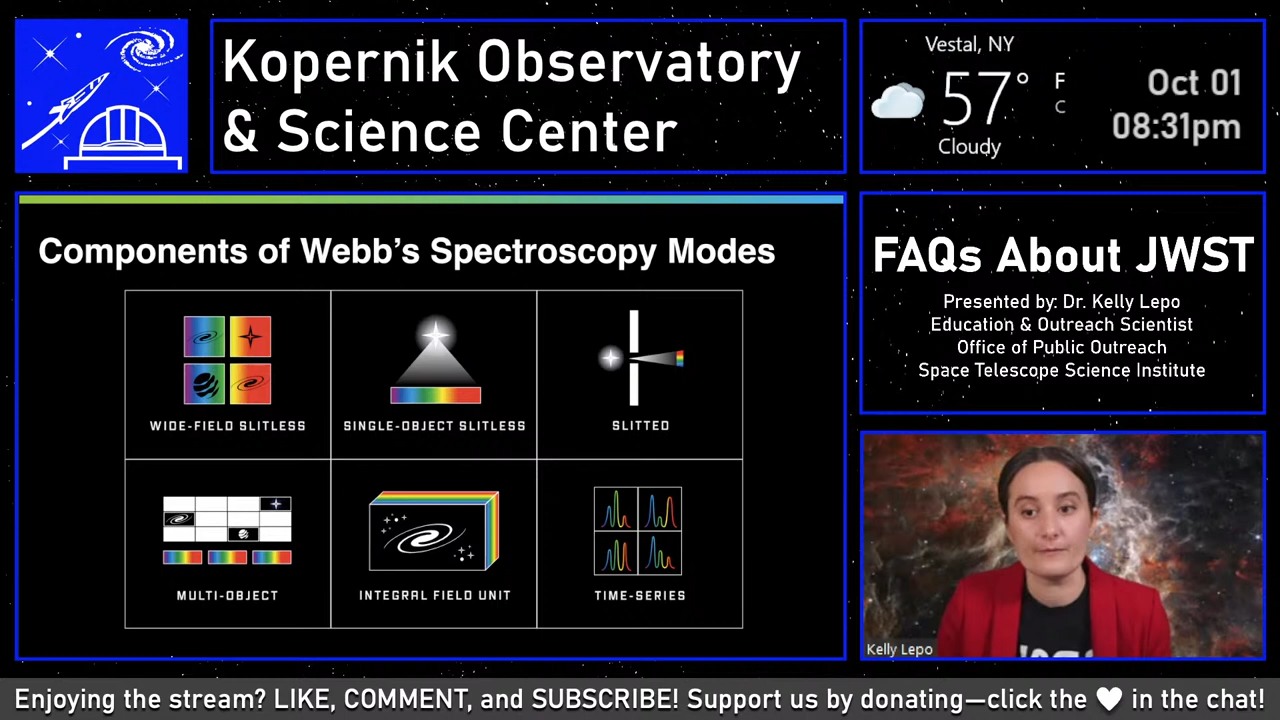 Kopernik Observatory
& Science Center
Vestal, NY
57° F
C
Cloudy
Oct 01
08:31pm
Components of Webb's Spectroscopy Modes
WIDE-FIELD SLITLESS
SINGLE-OBJECT SLITLESS
SLITTED
MULTI-OBJECT
INTEGRAL FIELD UNIT
TIME-SERIES
FAQs About JWST
Presented by: Dr. Kelly Lepo
Education & Outreach Scientist
Office of Public Outreach
Space Telescope Science Institute
Kelly Lepo
Enjoying the stream? LIKE, COMMENT, and SUBSCRIBE! Support us by donating—click the ♥ in the chat!